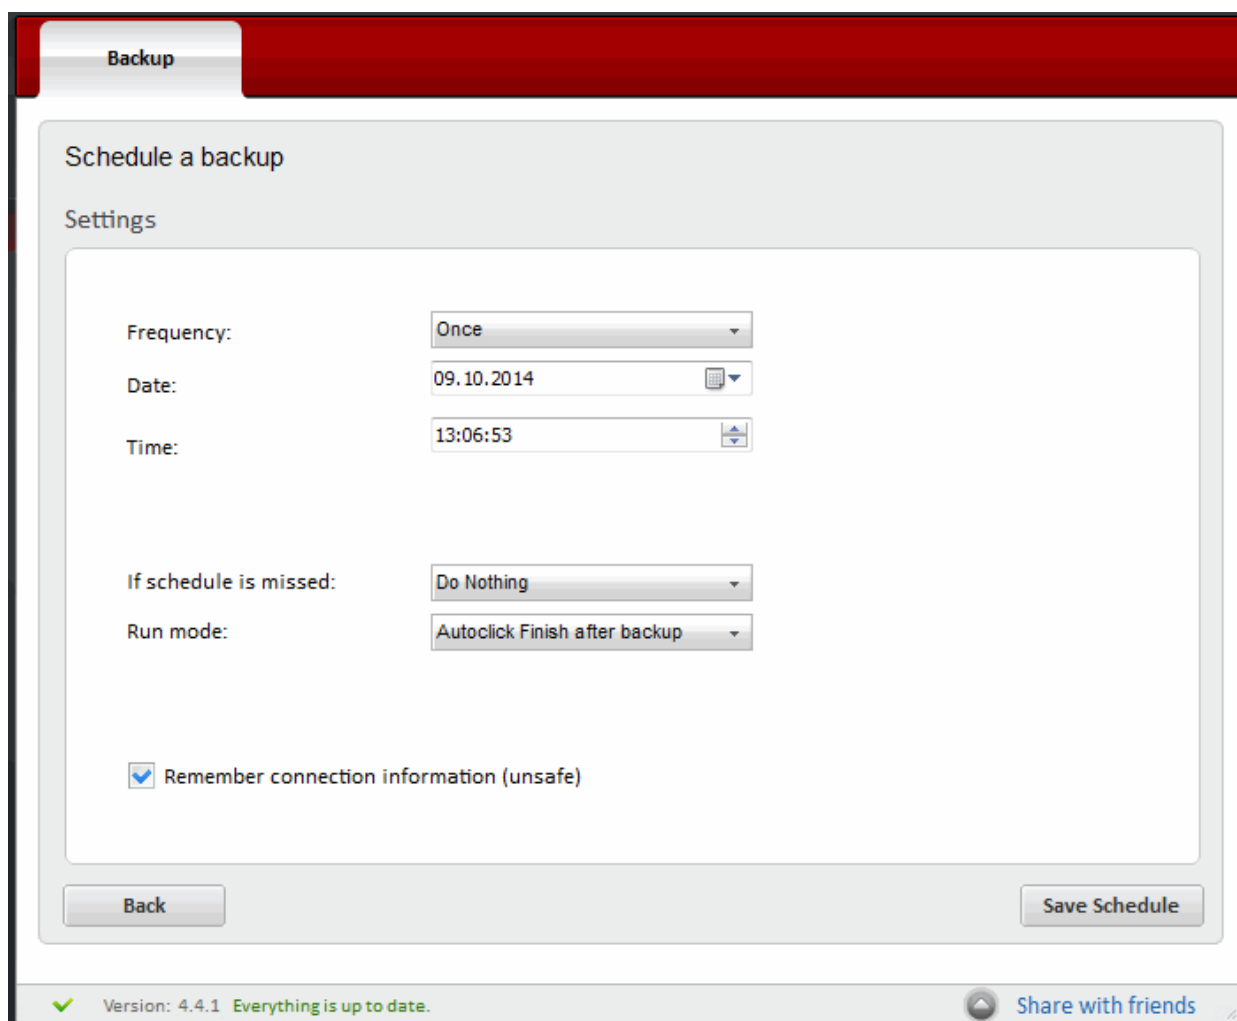 Backup
Schedule a backup
Settings
Frequency: Once
Date: 09.10.2014
Time: 13:06:53
If schedule is missed: Do Nothing
Run mode: Autoclick Finish after backup
Remember connection information (unsafe)
Back Save Schedule
Version: 4.4.1 Everything is up to date. Share with friends